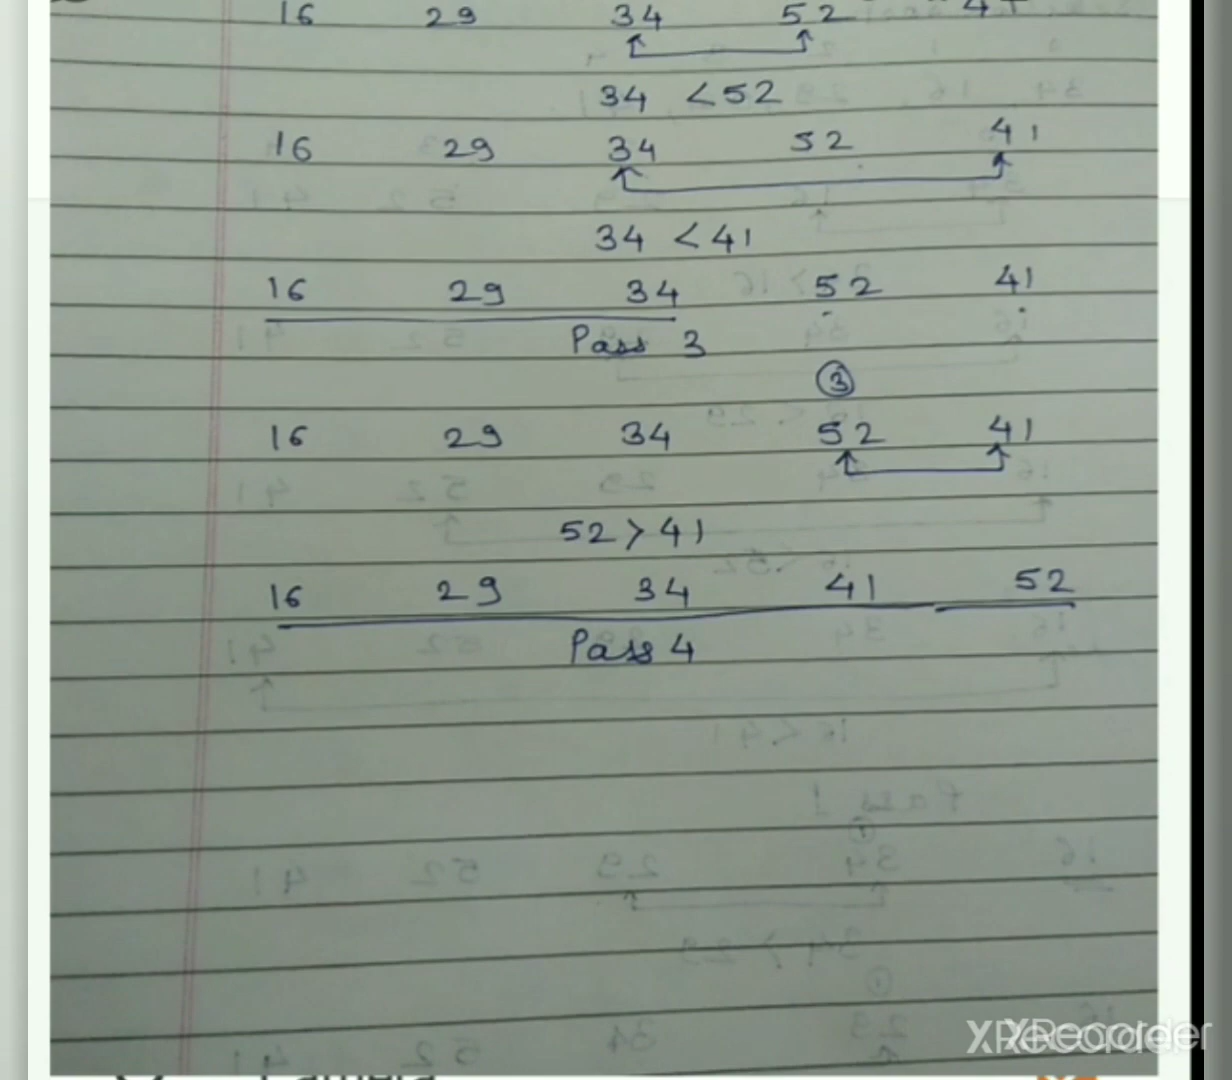 16 29 34 52
34 < 52
16 29 34 52 41
34 < 41
16 29 34 52 41
Pass 3
3
16 29 34 52 41
52 > 41
16 29 34 41 52
Pass 4
XRecorder